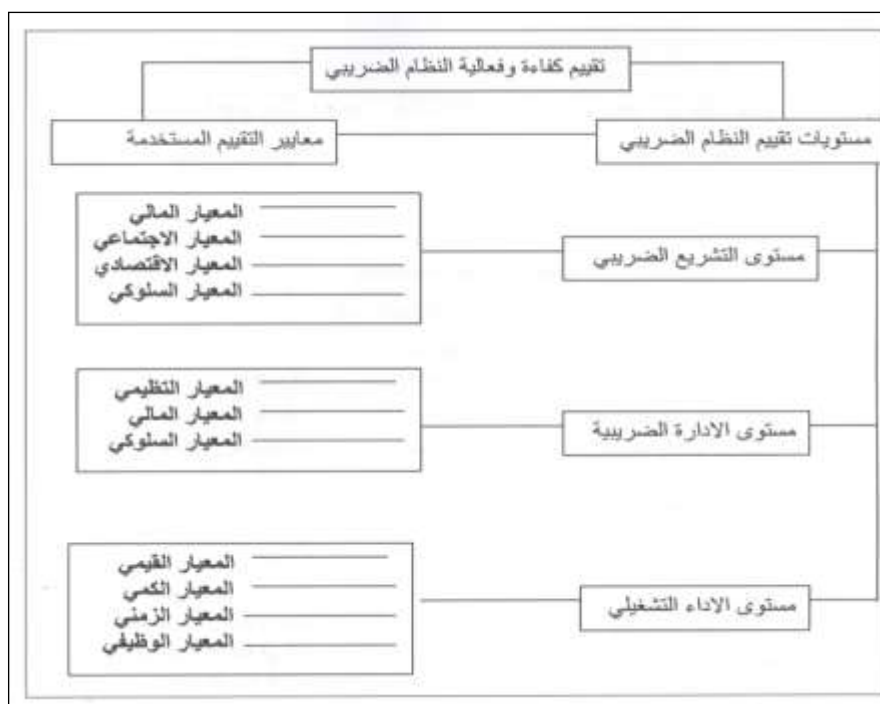 تقييم كفاءة وفعالية النظام الضريبي
مستويات تقييم النظام الضريبي
معايير التقييم المستخدمة
مستوى التشريع الضريبي
المعيار المالي
المعيار الاجتماعي
المعيار الاقتصادي
المعيار السلوكي
مستوى الادارة الضريبية
المعيار التظيمي
المعيار المالي
المعيار السلوكي
مستوى الاداء التشغيلي
المعيار القيمي
المعيار الكمي
المعيار الزمني
المعيار الوظيفي